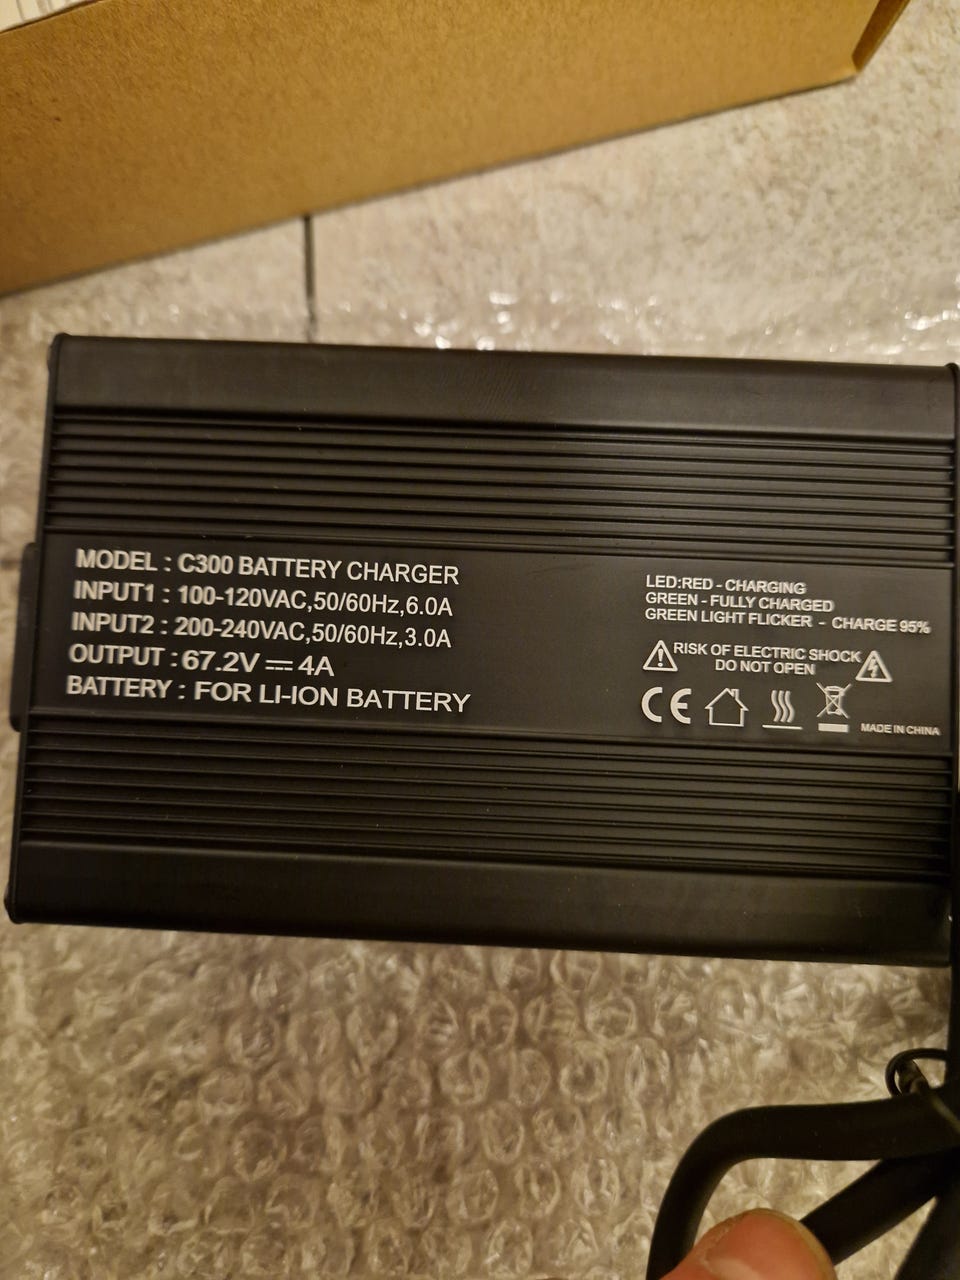 MODEL : C300 BATTERY CHARGER
INPUT1 : 100-120VAC,50/60Hz,6.0A
INPUT2 : 200-240VAC,50/60Hz,3.0A
OUTPUT : 67.2V ⎓ 4A
BATTERY : FOR LI-ION BATTERY
LED:RED - CHARGING
GREEN - FULLY CHARGED
GREEN LIGHT FLICKER - CHARGE 95%
RISK OF ELECTRIC SHOCK
DO NOT OPEN
CE
MADE IN CHINA